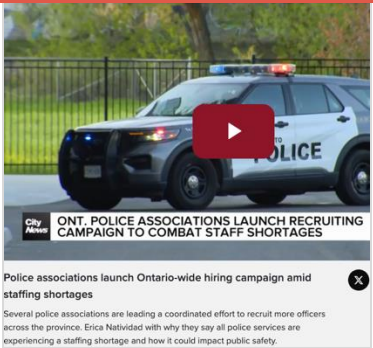 TO
POLICE
City
News
ONT. POLICE ASSOCIATIONS LAUNCH RECRUITING
CAMPAIGN TO COMBAT STAFF SHORTAGES
Police associations launch Ontario-wide hiring campaign amid
staffing shortages
X
Several police associations are leading a coordinated effort to recruit more officers
across the province. Erica Natividad with why they say all police services are
experiencing a staffing shortage and how it could impact public safety.